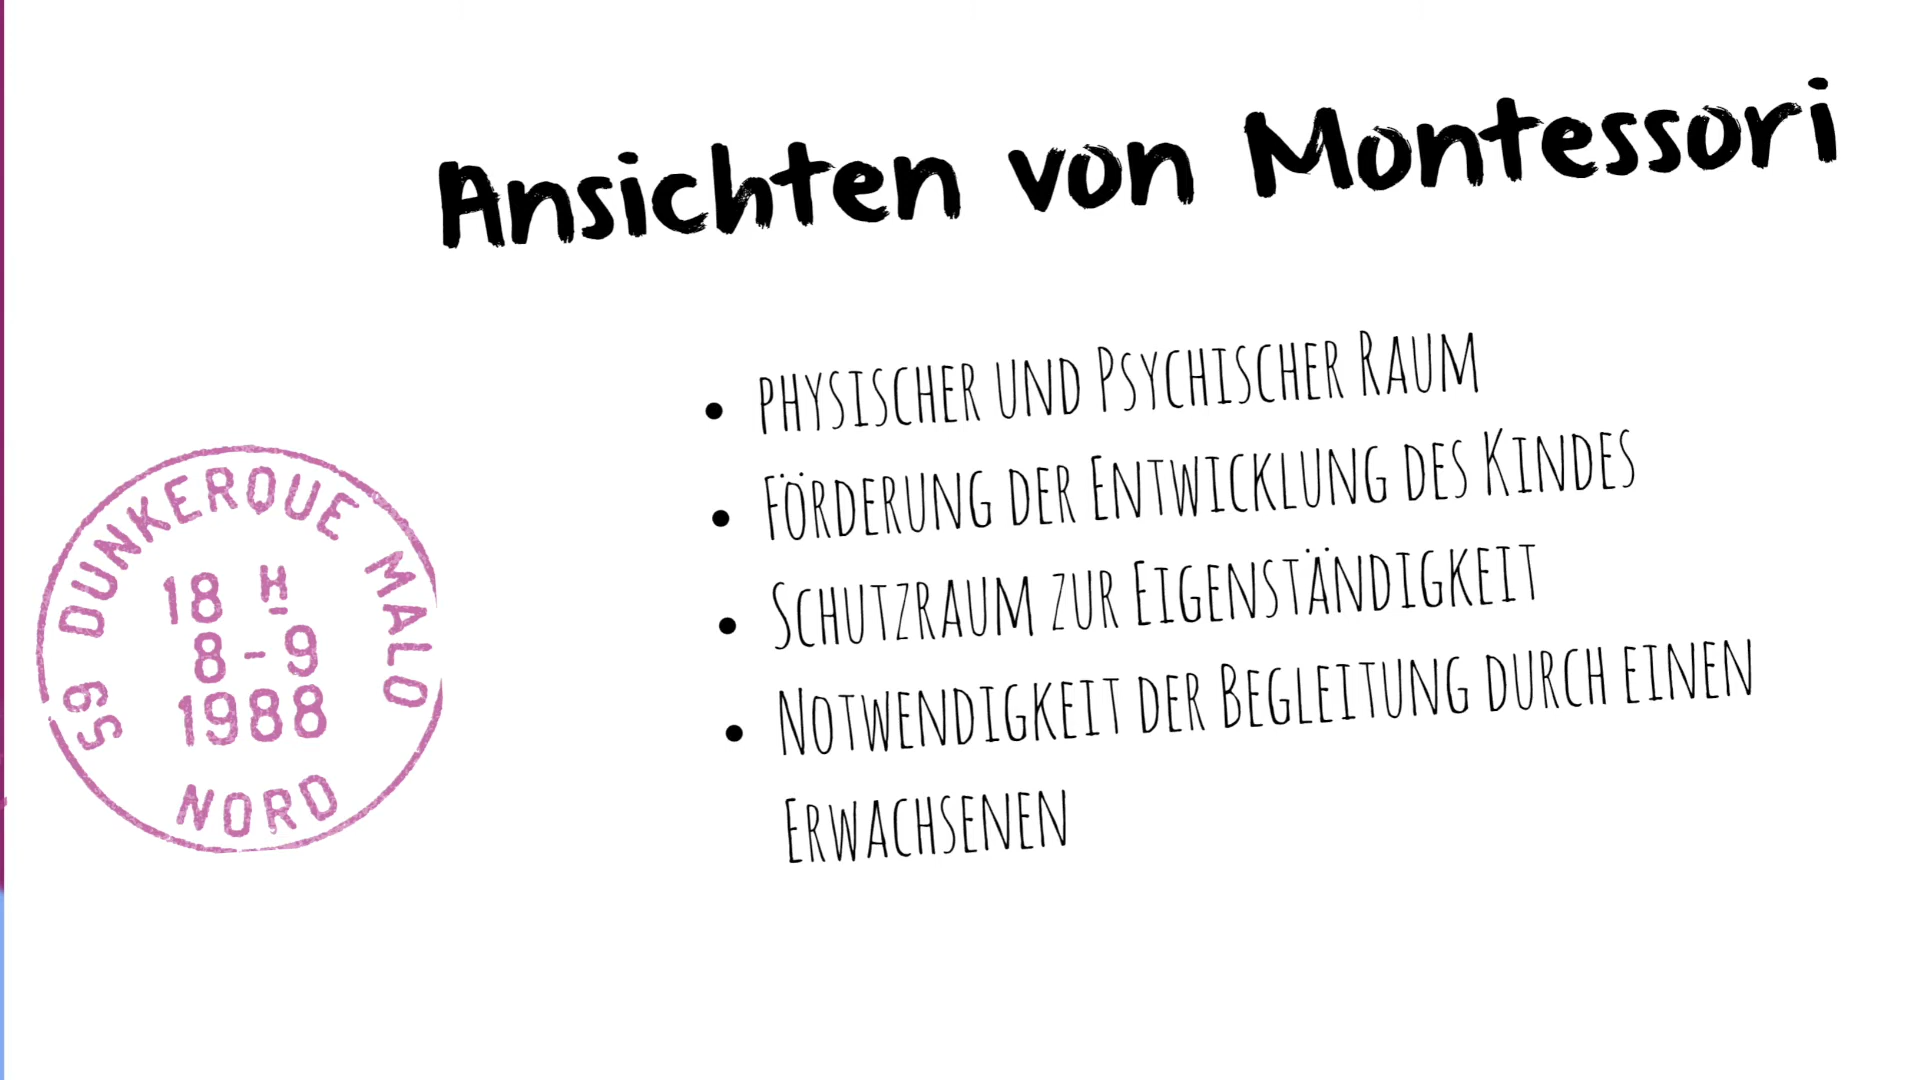 Ansichten von Montessori
physischer und Psychischer Raum
Förderung der Entwicklung des Kindes
Schutzraum zur Eigenständigkeit
Notwendigkeit der Begleitung durch einen
Erwachsenen
59 DUNKERQUE MALO
18 H
8-9
1988
NORD